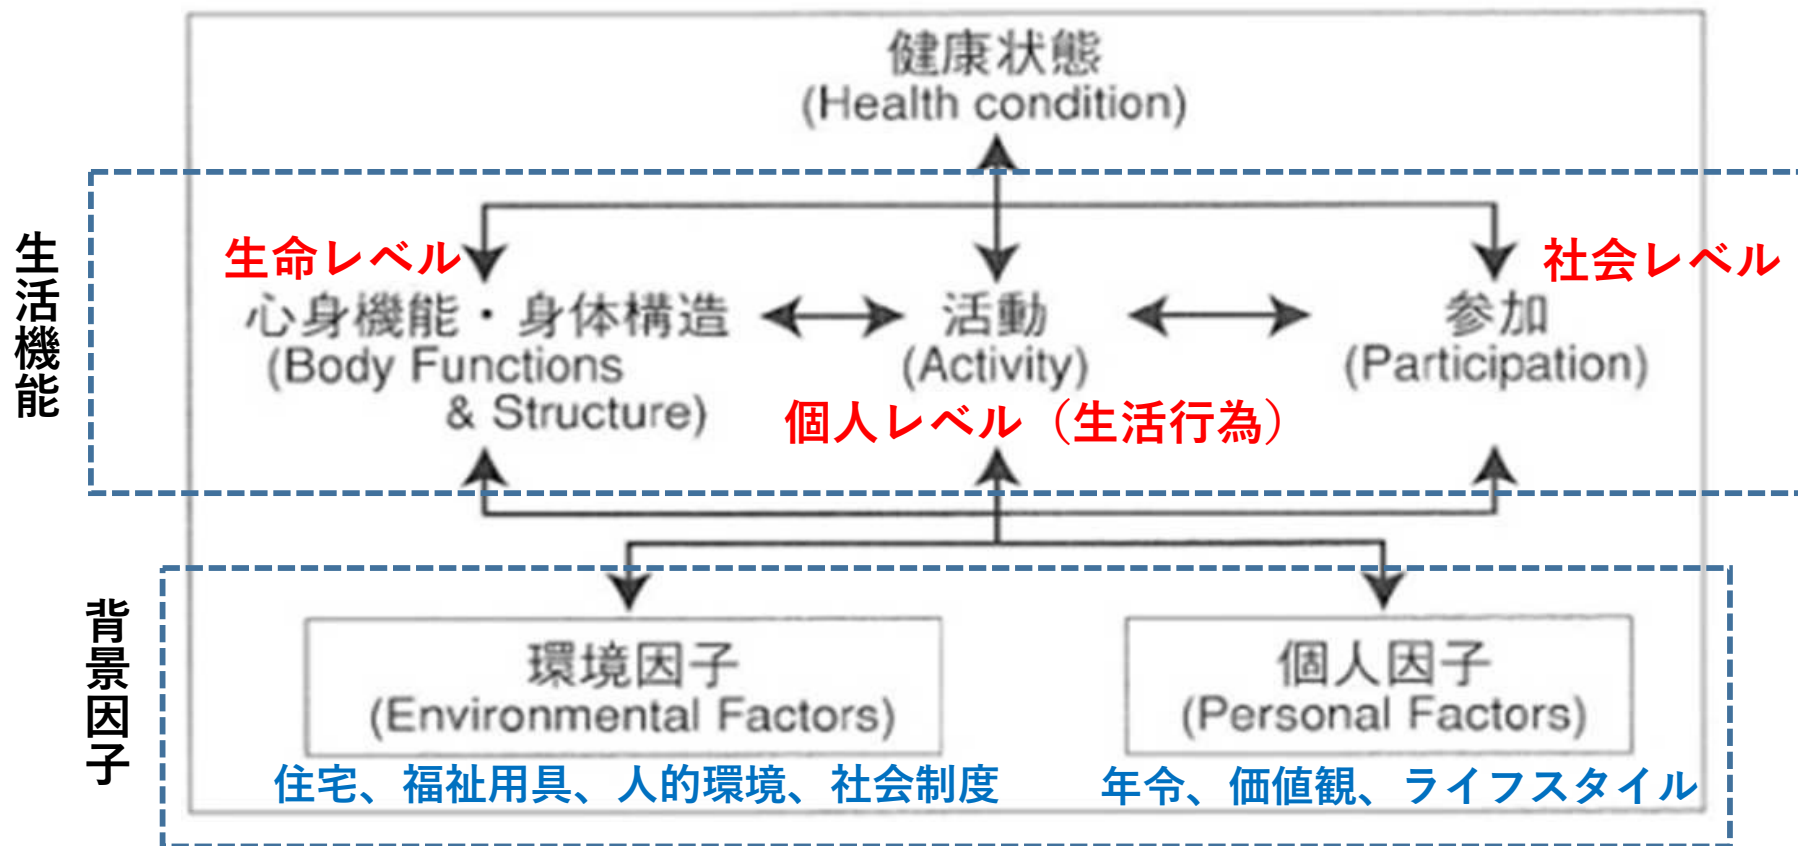 健康状態
(Health condition)
生活機能
生命レベル
社会レベル
心身機能・身体構造
(Body Functions
& Structure)
活動
(Activity)
個人レベル（生活行為）
参加
(Participation)
背景因子
環境因子
(Environmental Factors)
住宅、福祉用具、人的環境、社会制度
個人因子
(Personal Factors)
年令、価値観、ライフスタイル